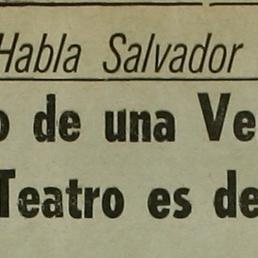 Habla Salvador
o de una Ve
Teatro es de